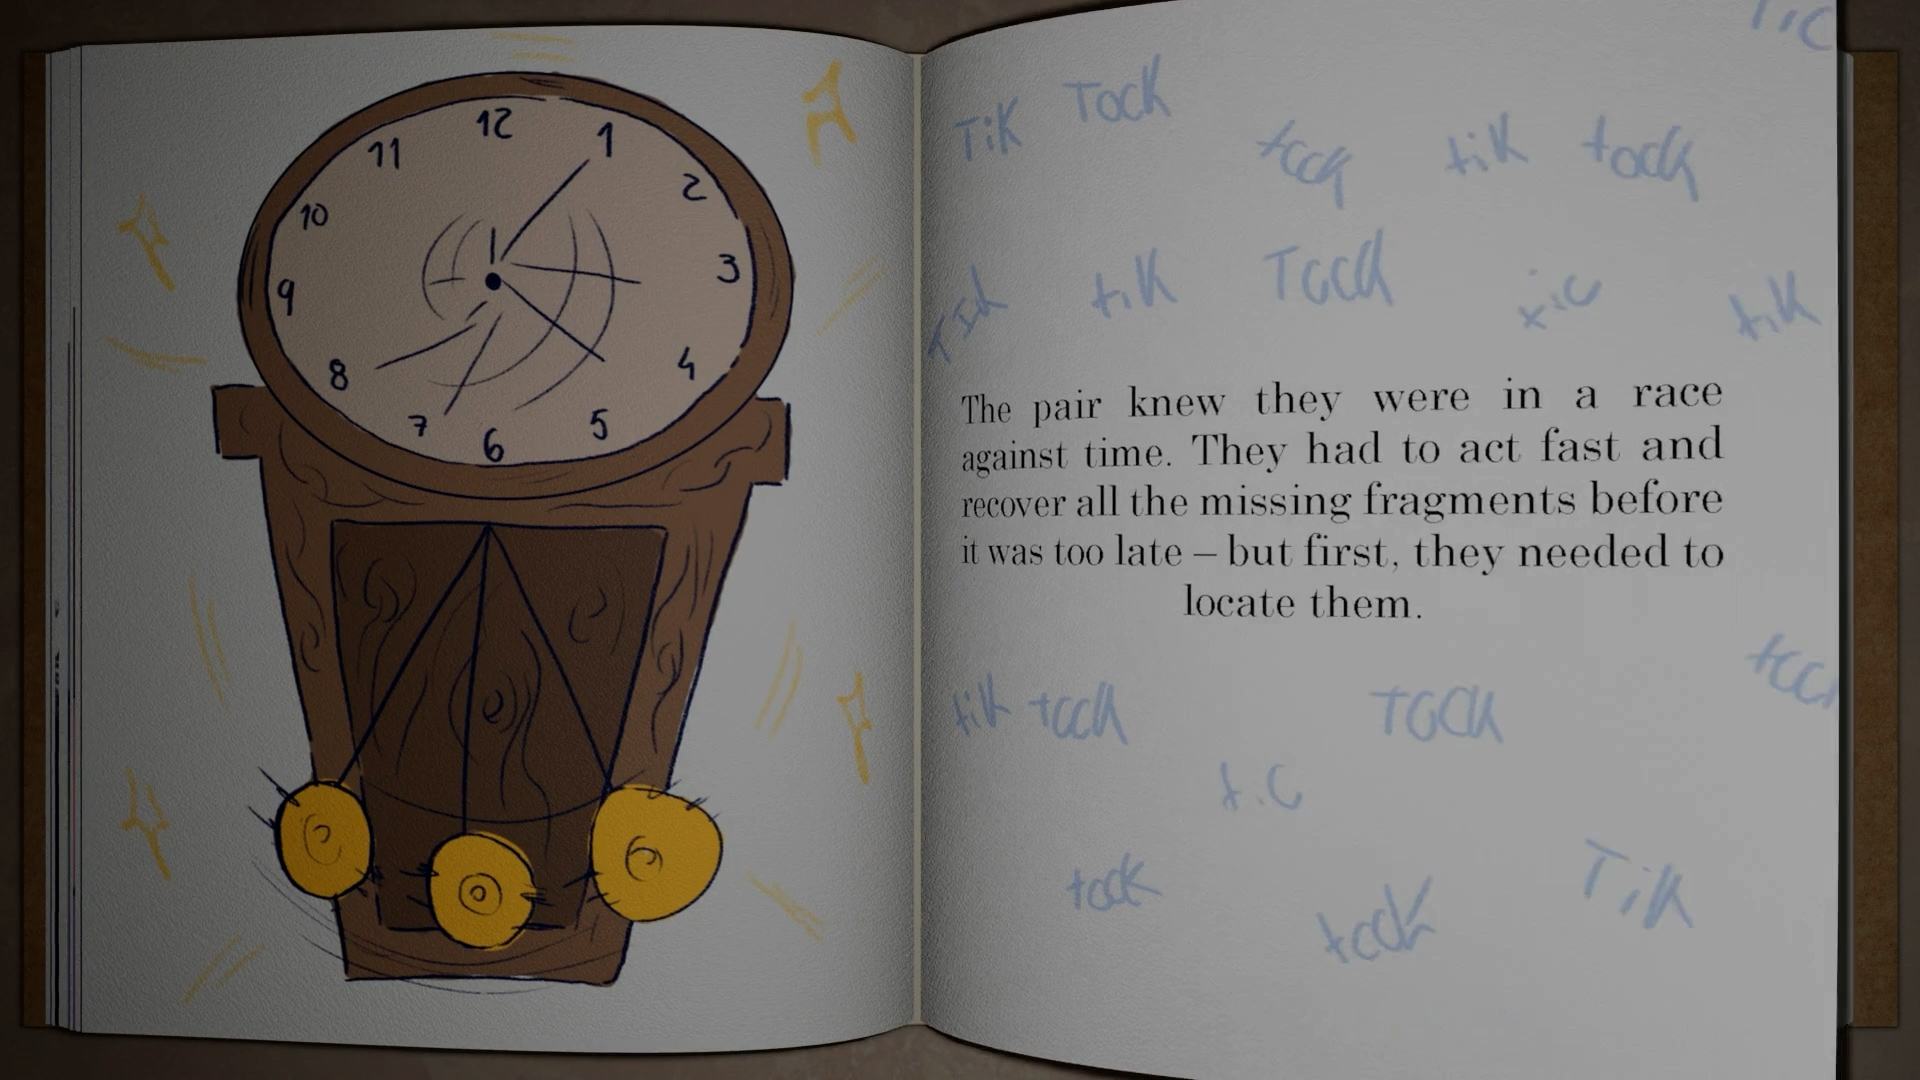 12
11
1
10
2
9
3
8
4
7
5
6
TiC
TiK Tock
tock tiK tock
tiK Tock tic tiK
The pair knew they were in a race
against time. They had to act fast and
recover all the missing fragments before
it was too late – but first, they needed to
locate them.
tiK tock Tock
tic
tock tock TiK